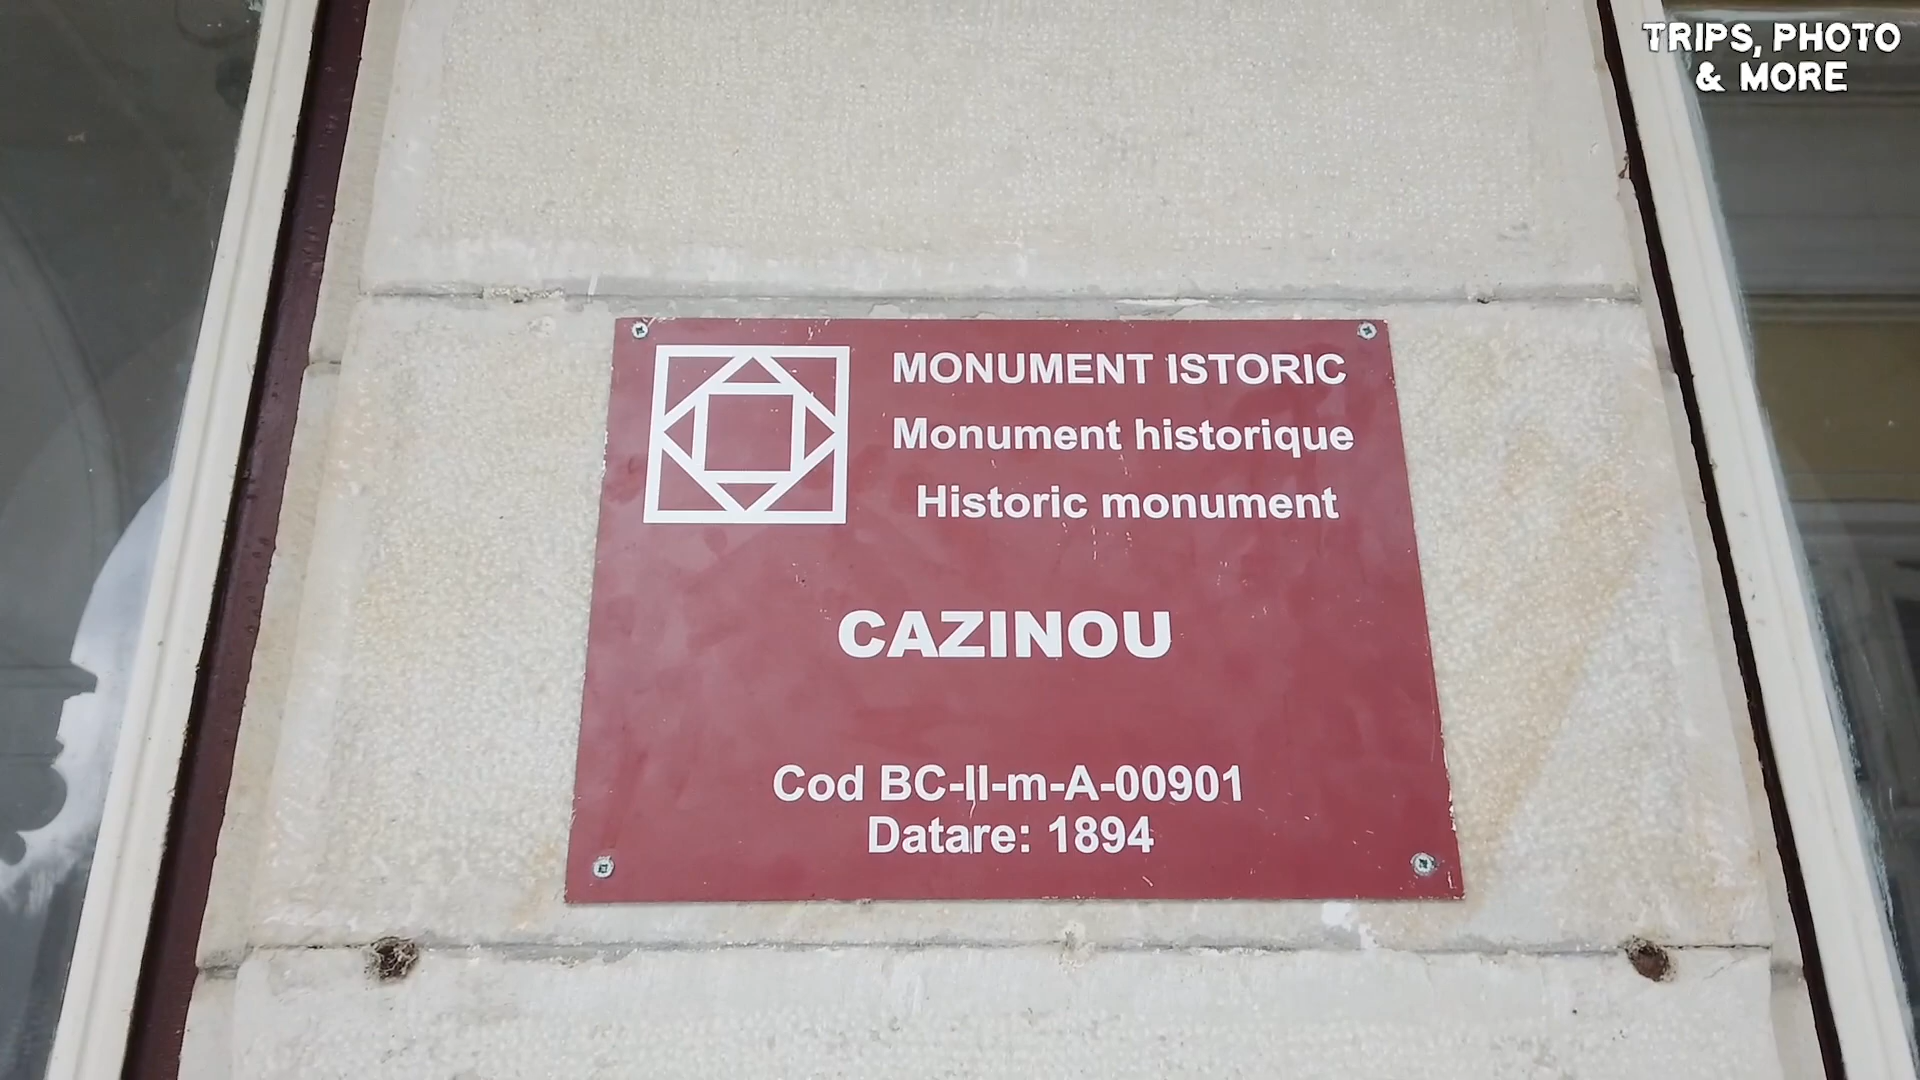 TRIPS, PHOTO
& MORE
MONUMENT ISTORIC
Monument historique
Historic monument
CAZINOU
Cod BC-II-m-A-00901
Datare: 1894